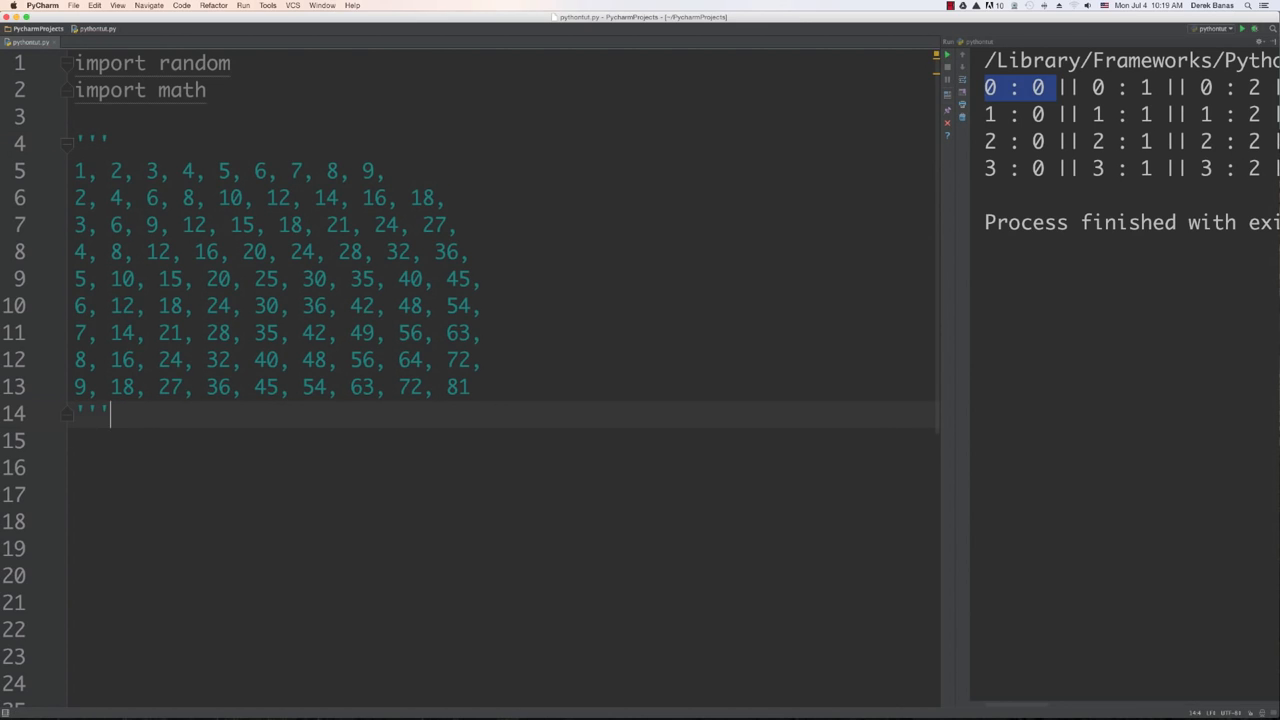 PyCharm File Edit View Navigate Code Refactor Run Tools VCS Window Help 10 Mon Jul 4 10:19 AM Derek Banas
pythontut.py - PycharmProjects - [~/PycharmProjects]
PycharmProjects pythontut.py pythontut
pythontut.py Run: pythontut
1 import random
2 import math
3
4 '''
5 1, 2, 3, 4, 5, 6, 7, 8, 9,
6 2, 4, 6, 8, 10, 12, 14, 16, 18,
7 3, 6, 9, 12, 15, 18, 21, 24, 27,
8 4, 8, 12, 16, 20, 24, 28, 32, 36,
9 5, 10, 15, 20, 25, 30, 35, 40, 45,
10 6, 12, 18, 24, 30, 36, 42, 48, 54,
11 7, 14, 21, 28, 35, 42, 49, 56, 63,
12 8, 16, 24, 32, 40, 48, 56, 64, 72,
13 9, 18, 27, 36, 45, 54, 63, 72, 81
14 '''
15
16
17
18
19
20
21
22
23
24
/Library/Frameworks/Pytho
0 : 0 || 0 : 1 || 0 : 2 |
1 : 0 || 1 : 1 || 1 : 2 |
2 : 0 || 2 : 1 || 2 : 2 |
3 : 0 || 3 : 1 || 3 : 2 |
Process finished with exi
14:4 LF‡ UTF-8‡